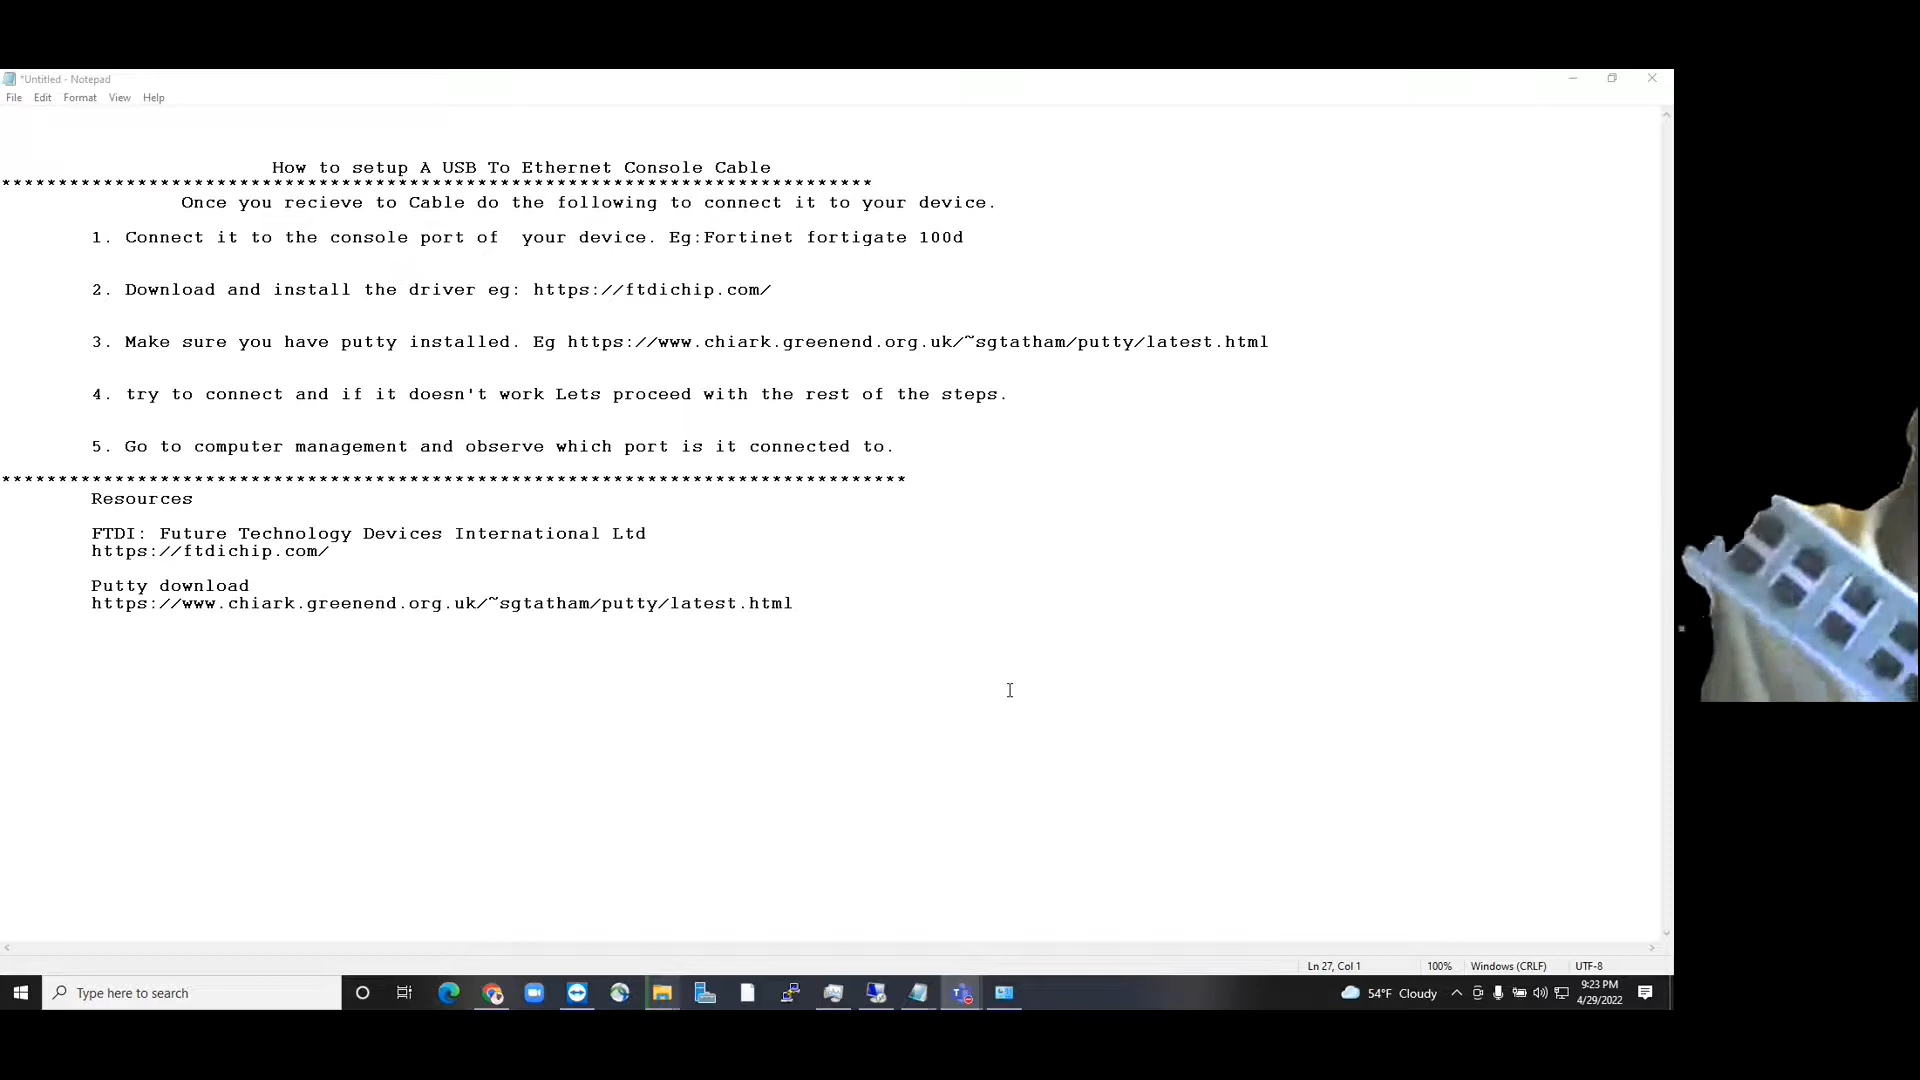 *Untitled - Notepad
File Edit Format View Help
How to setup A USB To Ethernet Console Cable
*****************************************************************************
Once you recieve to Cable do the following to connect it to your device.
1. Connect it to the console port of  your device. Eg:Fortinet fortigate 100d
2. Download and install the driver eg: https://ftdichip.com/
3. Make sure you have putty installed. Eg https://www.chiark.greenend.org.uk/~sgtatham/putty/latest.html
4. try to connect and if it doesn't work Lets proceed with the rest of the steps.
5. Go to computer management and observe which port is it connected to.
********************************************************************************
Resources
FTDI: Future Technology Devices International Ltd
https://ftdichip.com/
Putty download
https://www.chiark.greenend.org.uk/~sgtatham/putty/latest.html
Ln 27, Col 1 100% Windows (CRLF) UTF-8
Type here to search 54°F Cloudy 9:23 PM
4/29/2022